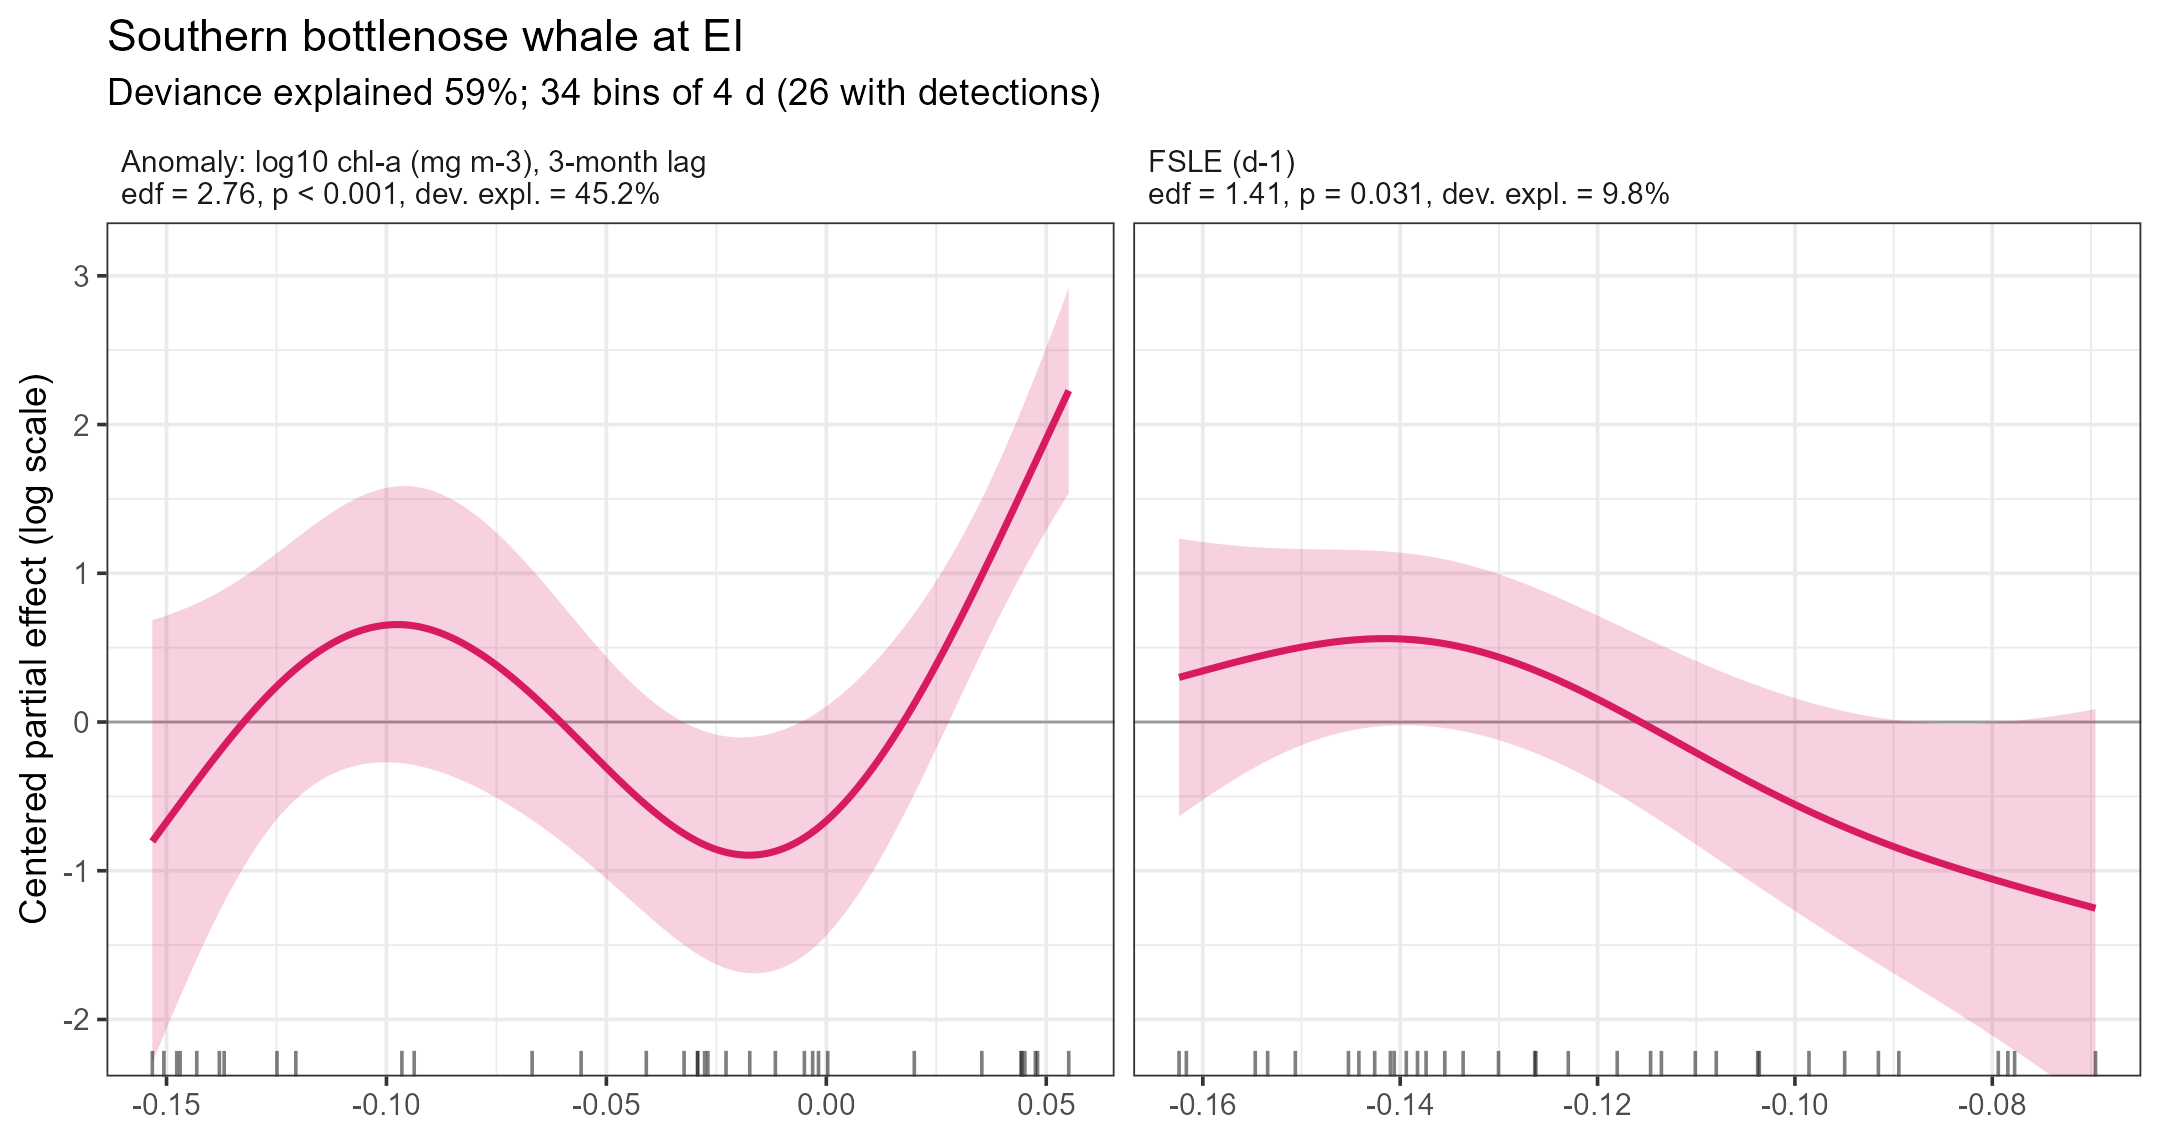 Southern bottlenose whale at EI
Deviance explained 59%; 34 bins of 4 d (26 with detections)
Anomaly: log10 chl-a (mg m-3), 3-month lag
edf = 2.76, p < 0.001, dev. expl. = 45.2%
FSLE (d-1)
edf = 1.41, p = 0.031, dev. expl. = 9.8%
Centered partial effect (log scale)
3
2
1
0
-1
-2
-0.15 -0.10 -0.05 0.00 0.05
-0.16 -0.14 -0.12 -0.10 -0.08